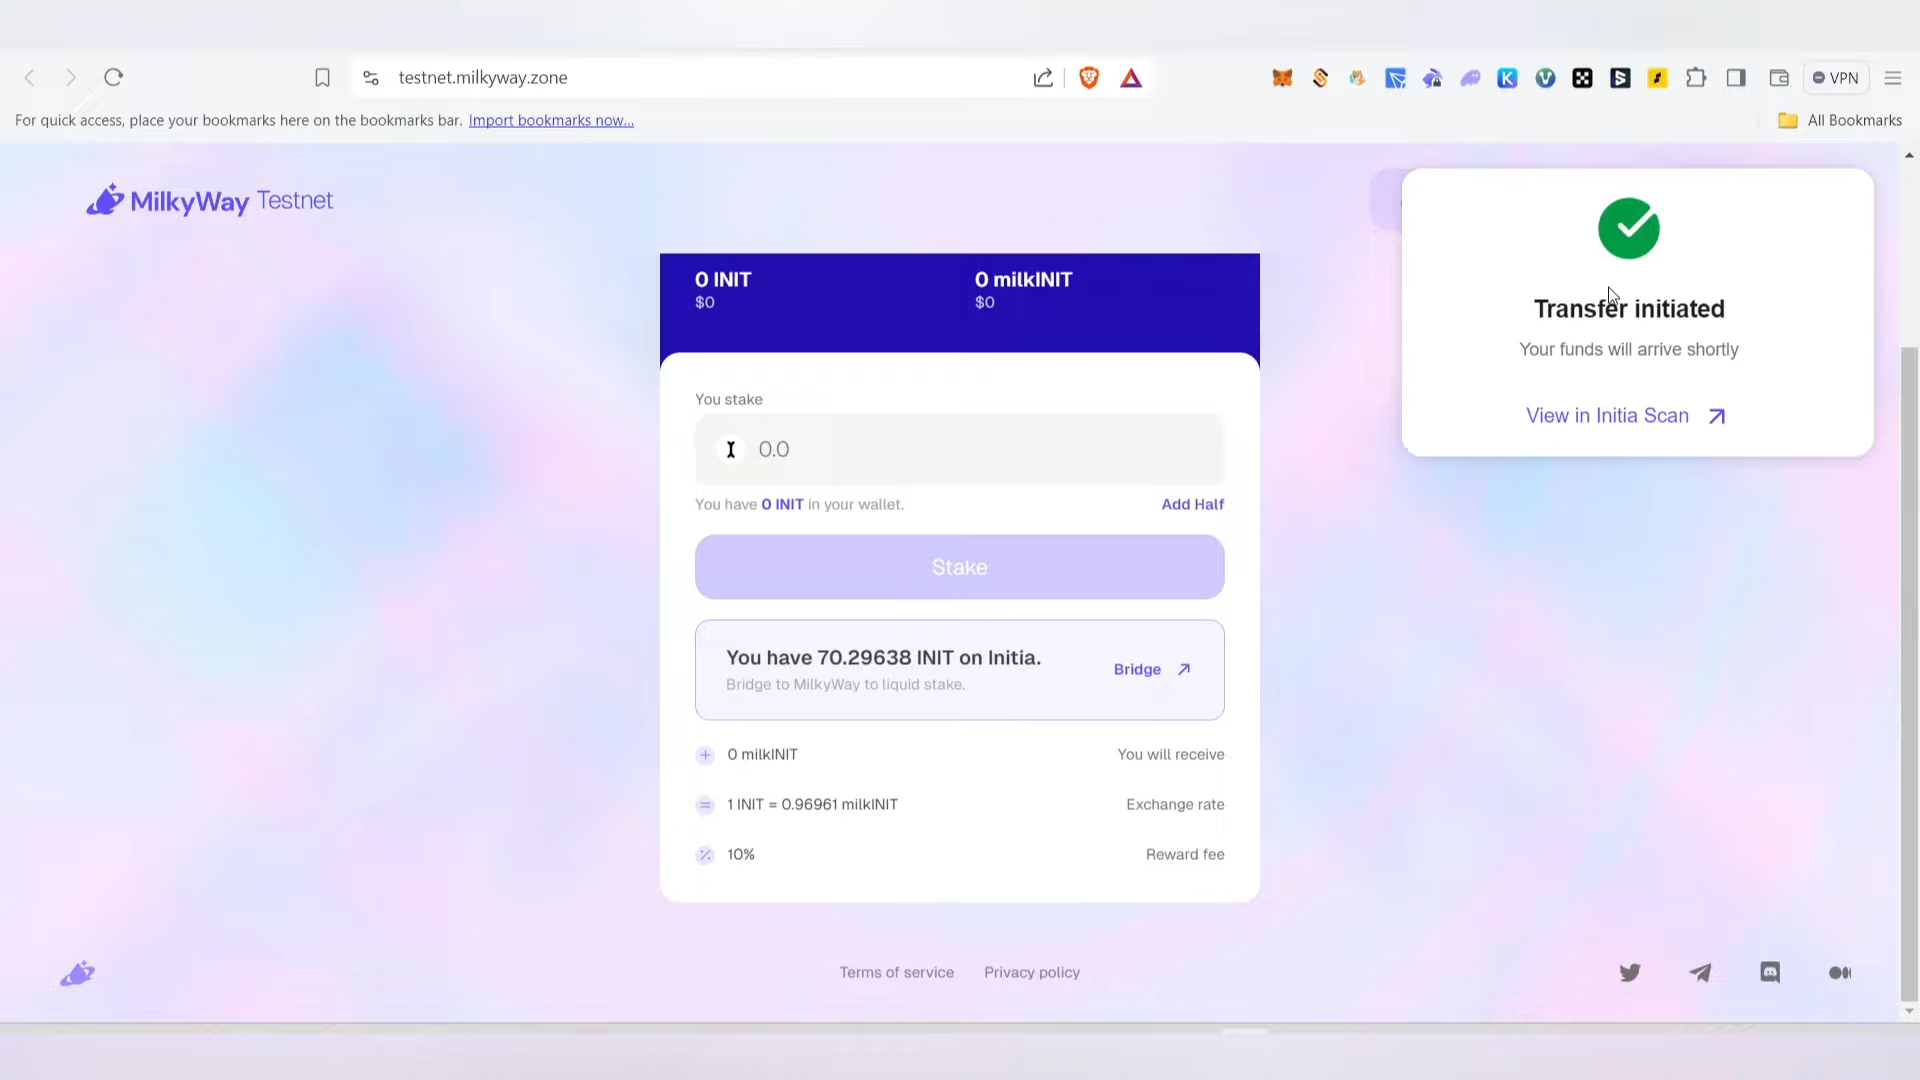 testnet.milkyway.zone
VPN
For quick access, place your bookmarks here on the bookmarks bar. Import bookmarks now...
All Bookmarks
MilkyWay Testnet
0 INIT
$0
0 milkINIT
$0
Transfer initiated
Your funds will arrive shortly
View in Initia Scan
You stake
0.0
You have 0 INIT in your wallet.
Add Half
Stake
You have 70.29638 INIT on Initia.
Bridge to MilkyWay to liquid stake.
Bridge
0 milkINIT
You will receive
1 INIT = 0.96961 milkINIT
Exchange rate
10%
Reward fee
Terms of service
Privacy policy